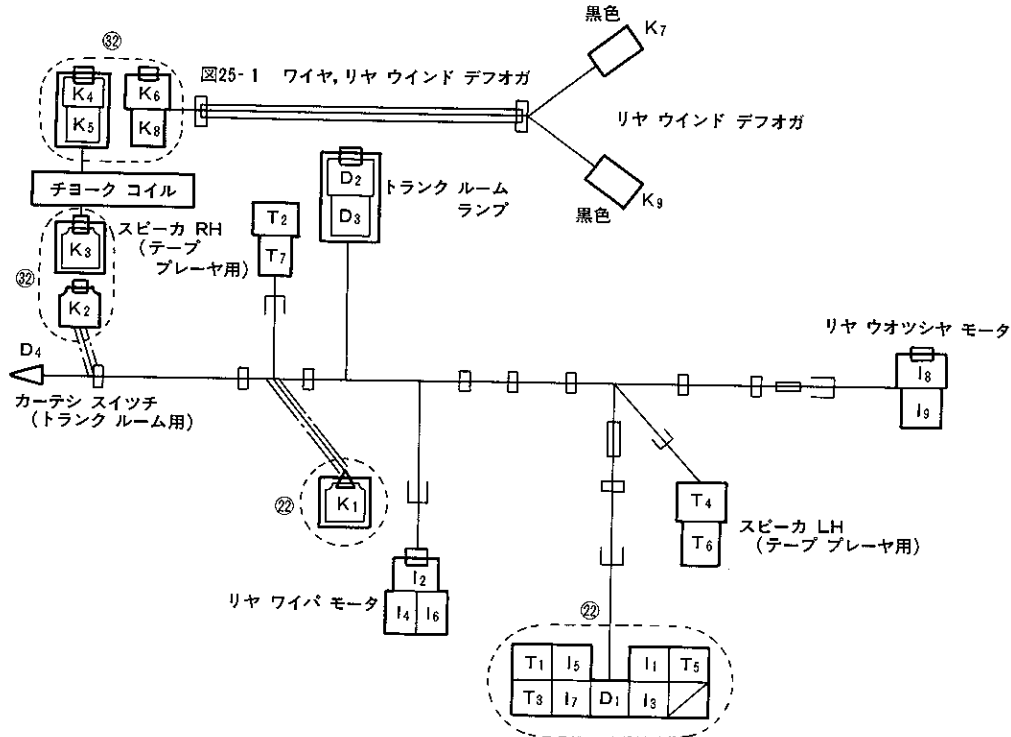 ㉜
K4
K5
K6
K8
図25-1 ワイヤ, リヤ ウインド デフオガ
黒色
K7
リヤ ウインド デフオガ
黒色
K9
チヨーク コイル
D2
D3
トランク ルーム
ランプ
スピーカ RH
(テープ
プレーヤ用)
T2
T7
K3
㉜
K2
D4
カーテシ スイツチ
(トランク ルーム用)
リヤ ウオツシヤ モータ
I8
I9
㉒
K1
T4
T6
スピーカ LH
(テープ プレーヤ用)
リヤ ワイパ モータ
I2
I4 I6
㉒
T1 I5 I1 T5
T3 I7 D1 I3